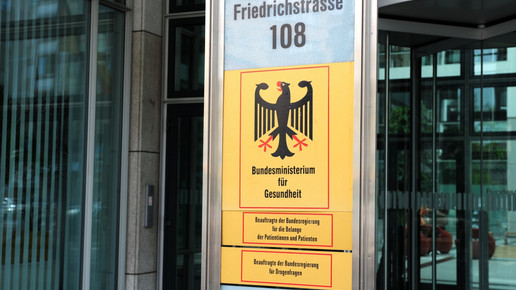 Friedrichstrasse
108
Bundesministerium
für
Gesundheit
Beauftragte der Bundesregierung
für die Belange
der Patientinnen und Patienten
Beauftragte der Bundesregierung
für Drogenfragen